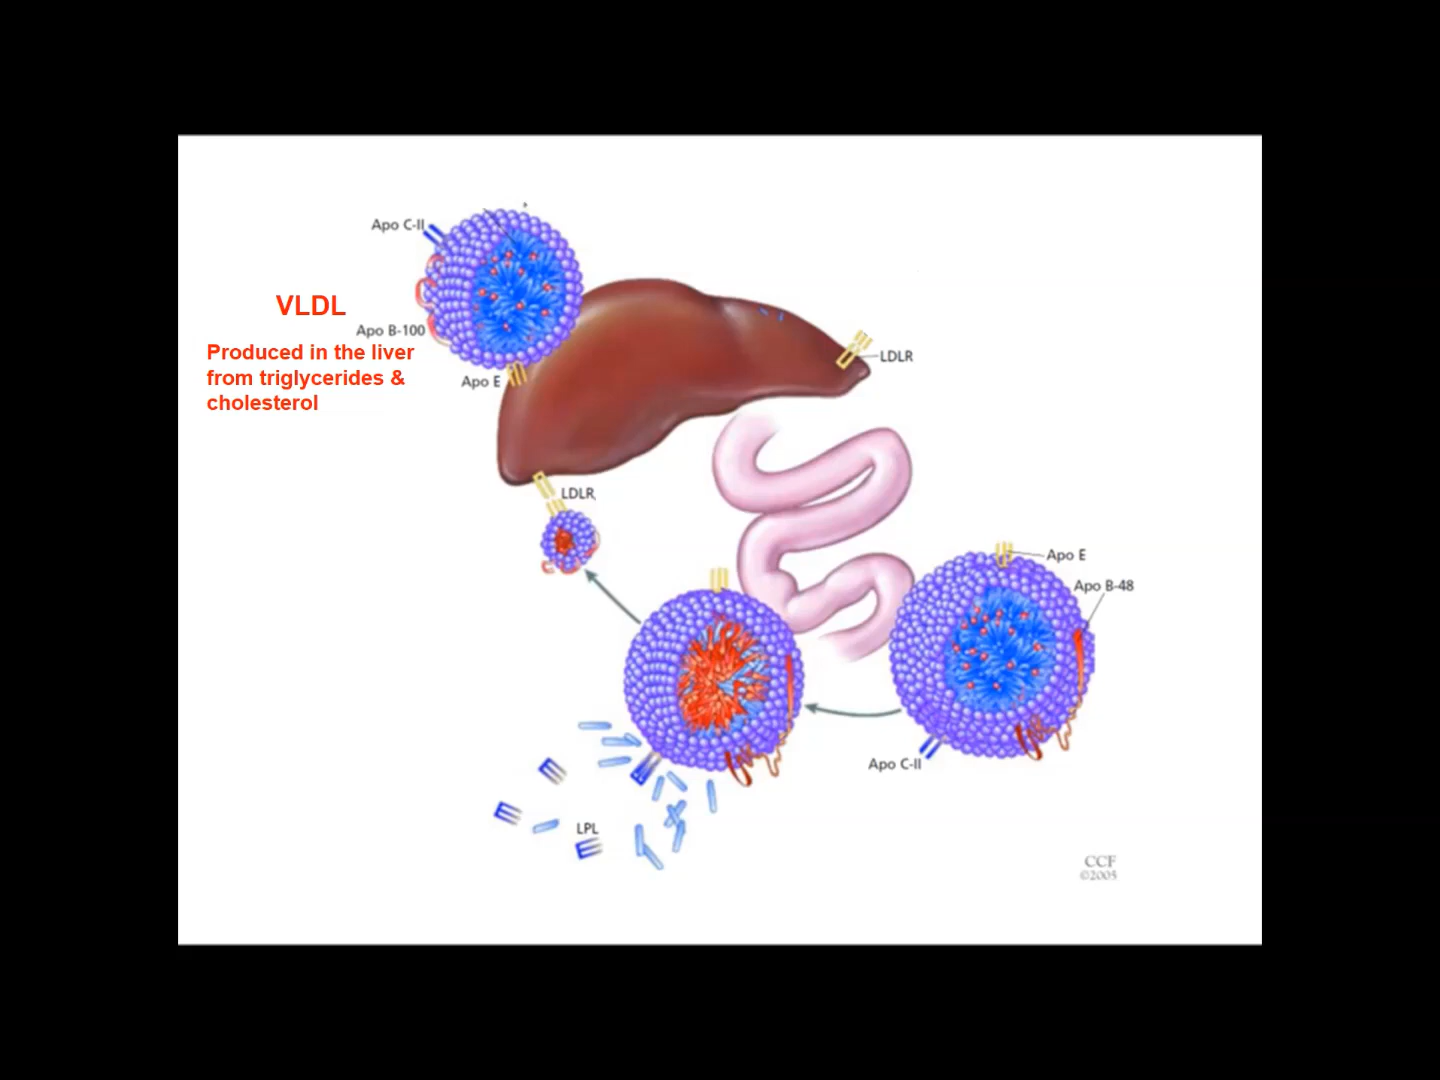 Apo C-II
VLDL
Apo B-100
Produced in the liver
from triglycerides &
cholesterol
Apo E
LDLR
LDLR
Apo E
Apo B-48
Apo C-II
LPL
CCF
©2005